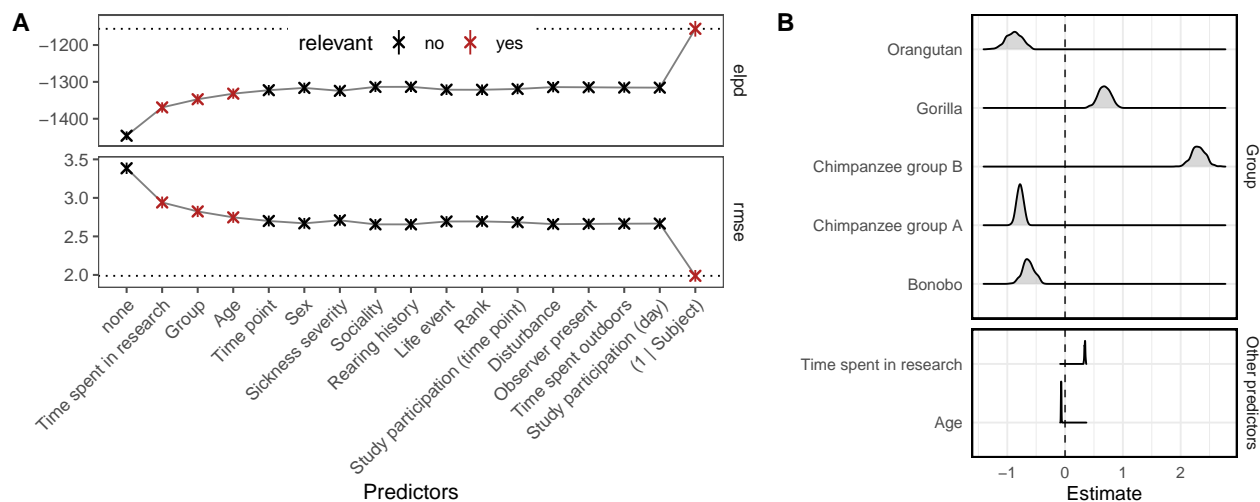 A
−1200
−1300
−1400
relevant no yes
elpd
3.5
3.0
2.5
2.0
rmse
none
Time spent in research
Group
Age
Time point
Sex
Sickness severity
Sociality
Rearing history
Life event
Rank
Study participation (time point)
Disturbance
Observer present
Time spent outdoors
Study participation (day)
(1 | Subject)
Predictors
B
Orangutan
Gorilla
Chimpanzee group B
Chimpanzee group A
Bonobo
Group
Time spent in research
Age
Other predictors
−1 0 1 2
Estimate